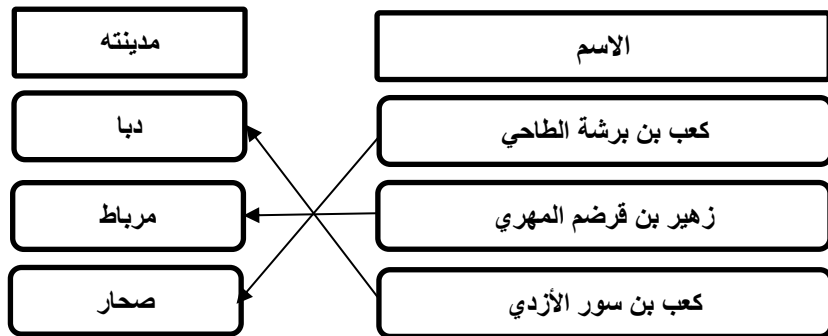 الاسم
مدينته
كعب بن برشة الطاحي
دبا
زهير بن قرضم المهري
مرباط
كعب بن سور الأزدي
صحار